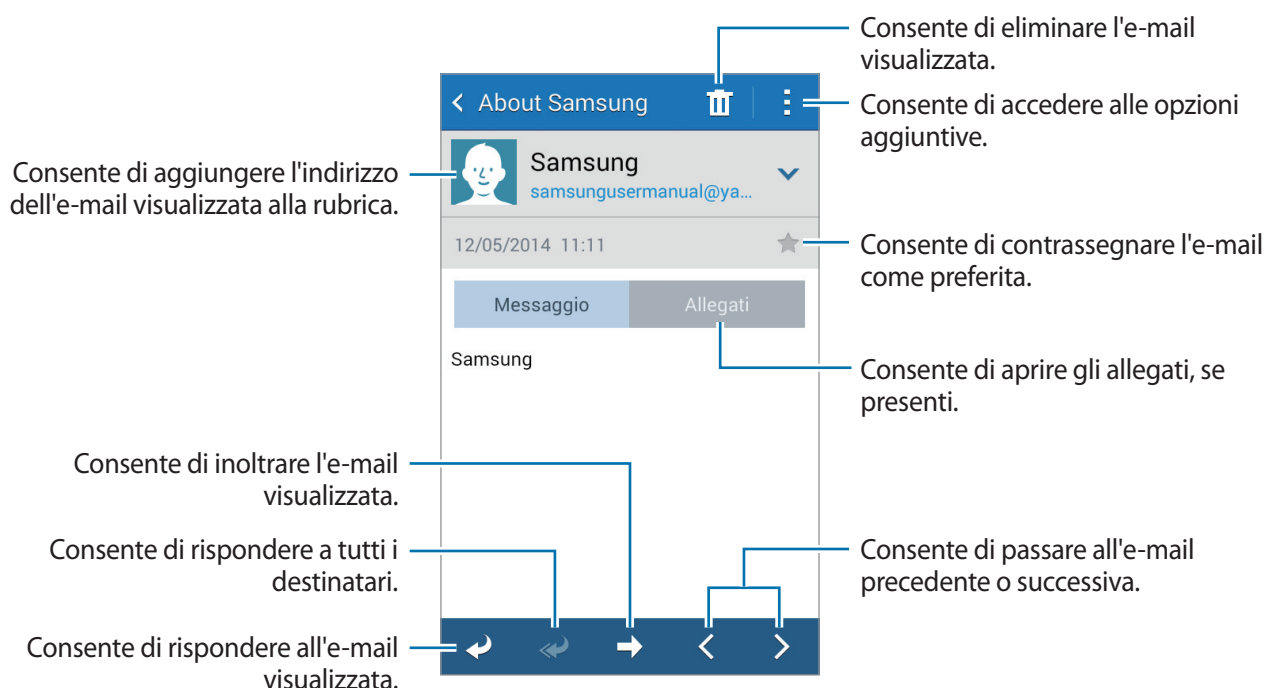 Consente di eliminare l'e-mail
visualizzata.
About Samsung
Consente di accedere alle opzioni
aggiuntive.
Consente di aggiungere l'indirizzo
dell'e-mail visualizzata alla rubrica.
Samsung
samsungusermanual@ya...
12/05/2014 11:11
Consente di contrassegnare l'e-mail
come preferita.
Messaggio
Allegati
Samsung
Consente di aprire gli allegati, se
presenti.
Consente di inoltrare l'e-mail
visualizzata.
Consente di rispondere a tutti i
destinatari.
Consente di passare all'e-mail
precedente o successiva.
Consente di rispondere all'e-mail
visualizzata.